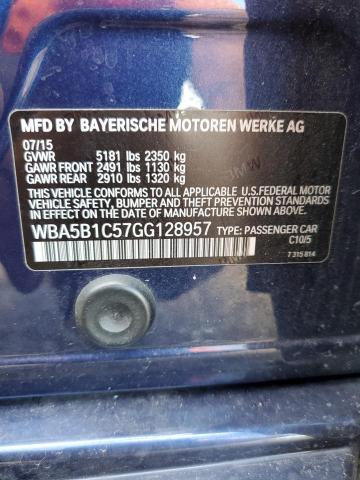 MFD BY BAYERISCHE MOTOREN WERKE AG
07/15
GVWR 5181 lbs 2350 kg
GAWR FRONT 2491 lbs 1130 kg
GAWR REAR 2910 lbs 1320 kg
THIS VEHICLE CONFORMS TO ALL APPLICABLE U.S. FEDERAL MOTOR
VEHICLE SAFETY, BUMPER AND THEFT PREVENTION STANDARDS IN
EFFECT ON THE DATE OF MANUFACTURE SHOWN ABOVE.
WBA5B1C57GG128957 TYPE: PASSENGER CAR
C10/5
7 315 814